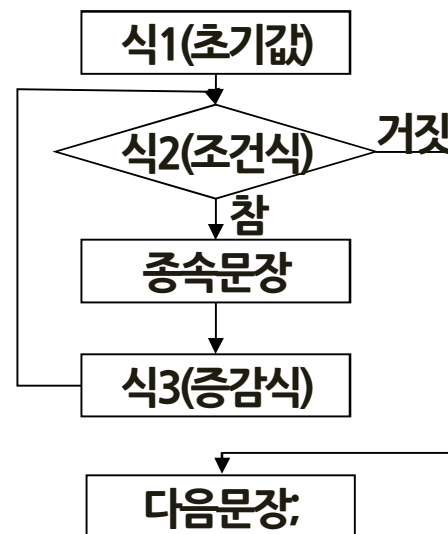 식1(초기값)
식2(조건식)
거짓
참
종속문장
식3(증감식)
다음문장;